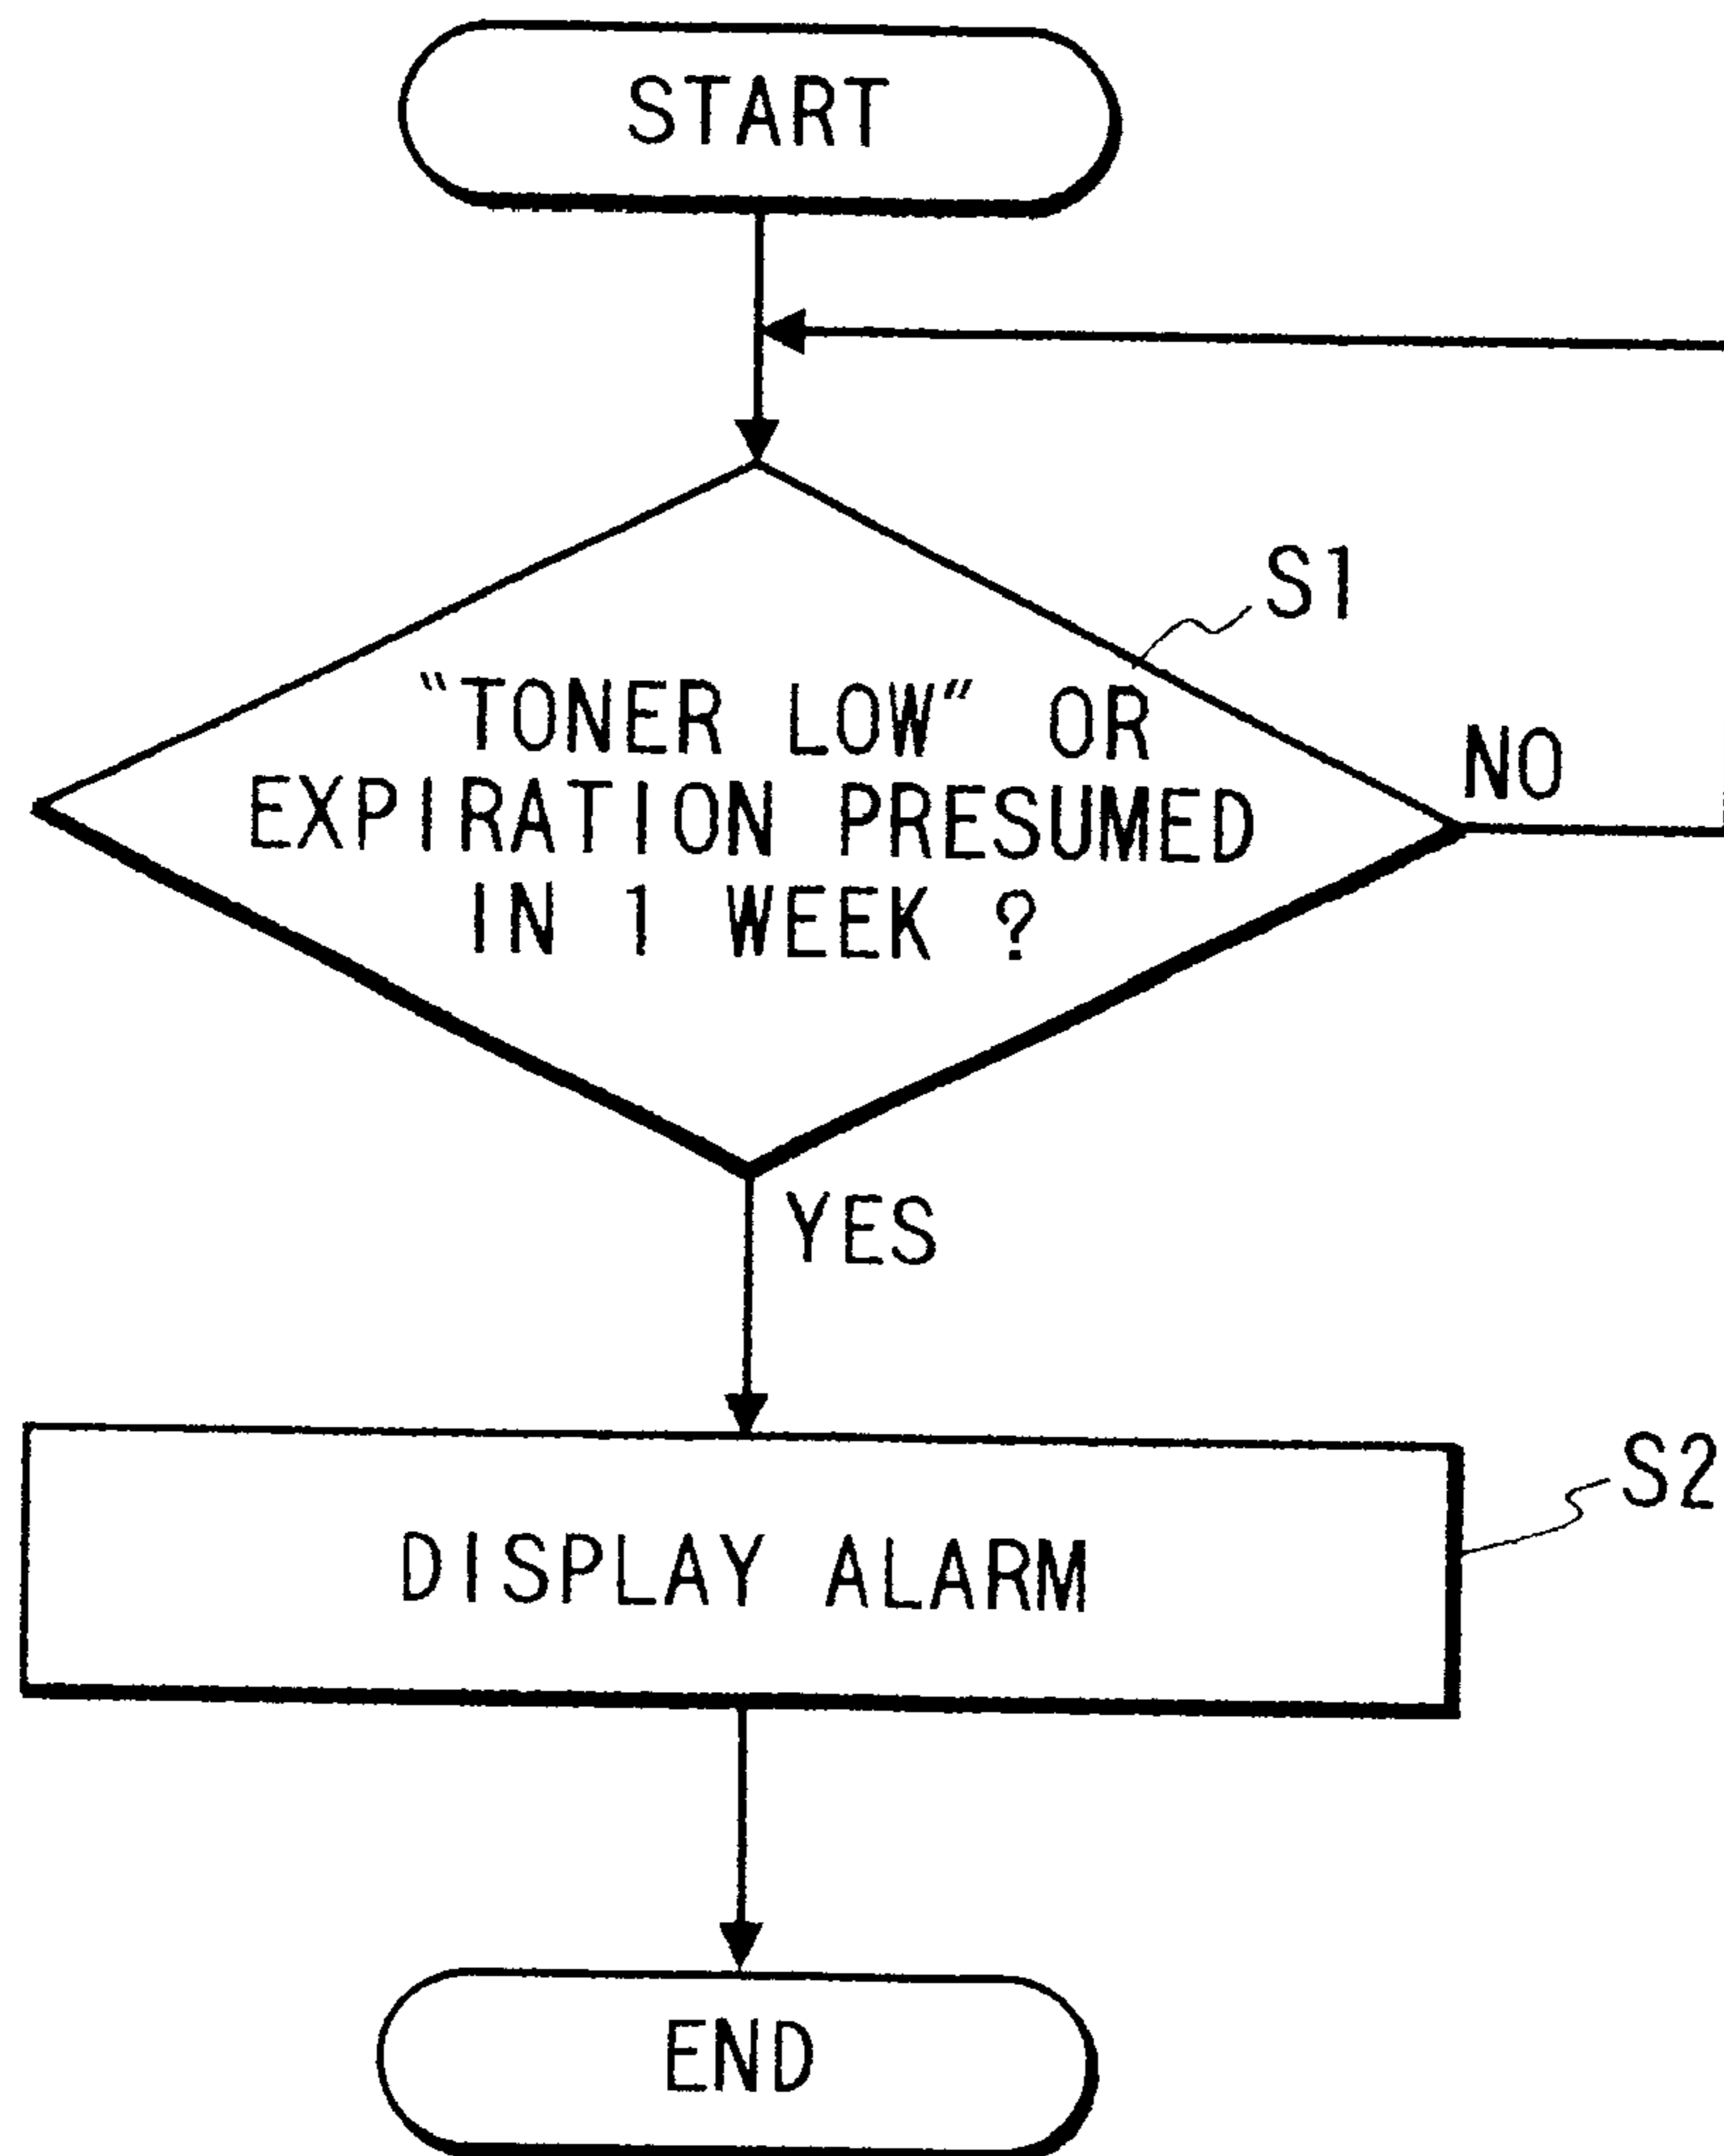 START
S1
“TONER LOW” OR
EXPIRATION PRESUMED
IN 1 WEEK ?
NO
YES
S2
DISPLAY ALARM
END